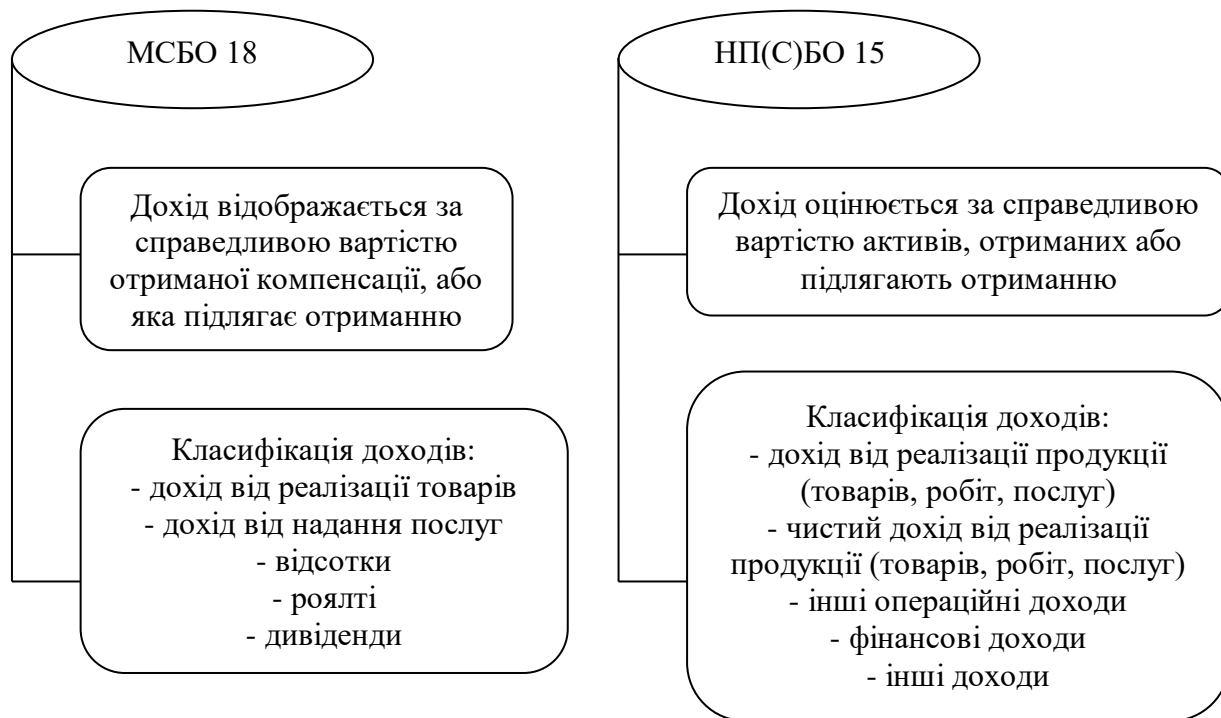 МСБО 18
Дохід відображається за
справедливою вартістю
отриманої компенсації, або
яка підлягає отриманню
Класифікація доходів:
- дохід від реалізації товарів
- дохід від надання послуг
- відсотки
- роялті
- дивіденди
НП(С)БО 15
Дохід оцінюється за справедливою
вартістю активів, отриманих або
підлягають отриманню
Класифікація доходів:
- дохід від реалізації продукції
(товарів, робіт, послуг)
- чистий дохід від реалізації
продукції (товарів, робіт, послуг)
- інші операційні доходи
- фінансові доходи
- інші доходи